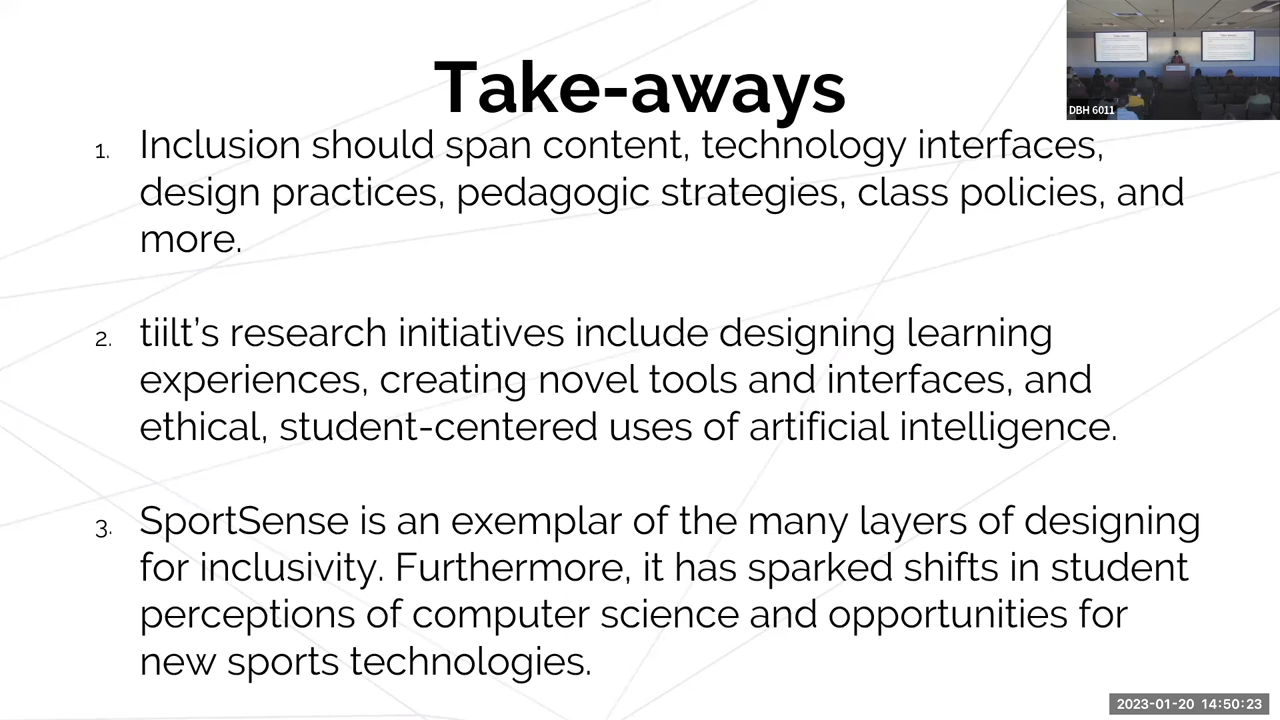 Take-aways
DBH 6011
1. Inclusion should span content, technology interfaces,
design practices, pedagogic strategies, class policies, and
more.
2. tiilt’s research initiatives include designing learning
experiences, creating novel tools and interfaces, and
ethical, student-centered uses of artificial intelligence.
3. SportSense is an exemplar of the many layers of designing
for inclusivity. Furthermore, it has sparked shifts in student
perceptions of computer science and opportunities for
new sports technologies.
2023-01-20 14:50:23